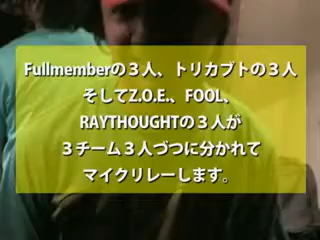 Fullmemberの３人、トリカブトの３人
そしてZ.O.E.、FOOL、
RAYTHOUGHTの３人が
３チーム３人づつに分かれて
マイクリレーします。